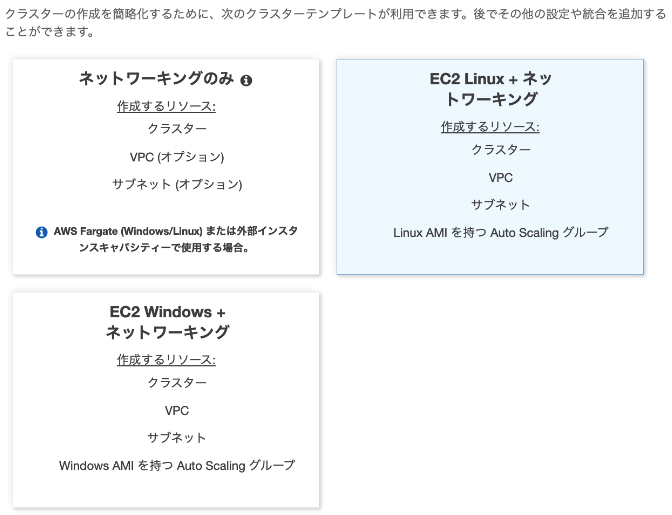 クラスターの作成を簡略化するために、次のクラスターテンプレートが利用できます。後でその他の設定や統合を追加する
ことができます。
ネットワーキングのみ
作成するリソース:
クラスター
VPC (オプション)
サブネット (オプション)
AWS Fargate (Windows/Linux) または外部インスタ
ンスキャパシティーで使用する場合。
EC2 Linux + ネッ
トワーキング
作成するリソース:
クラスター
VPC
サブネット
Linux AMI を持つ Auto Scaling グループ
EC2 Windows +
ネットワーキング
作成するリソース:
クラスター
VPC
サブネット
Windows AMI を持つ Auto Scaling グループ